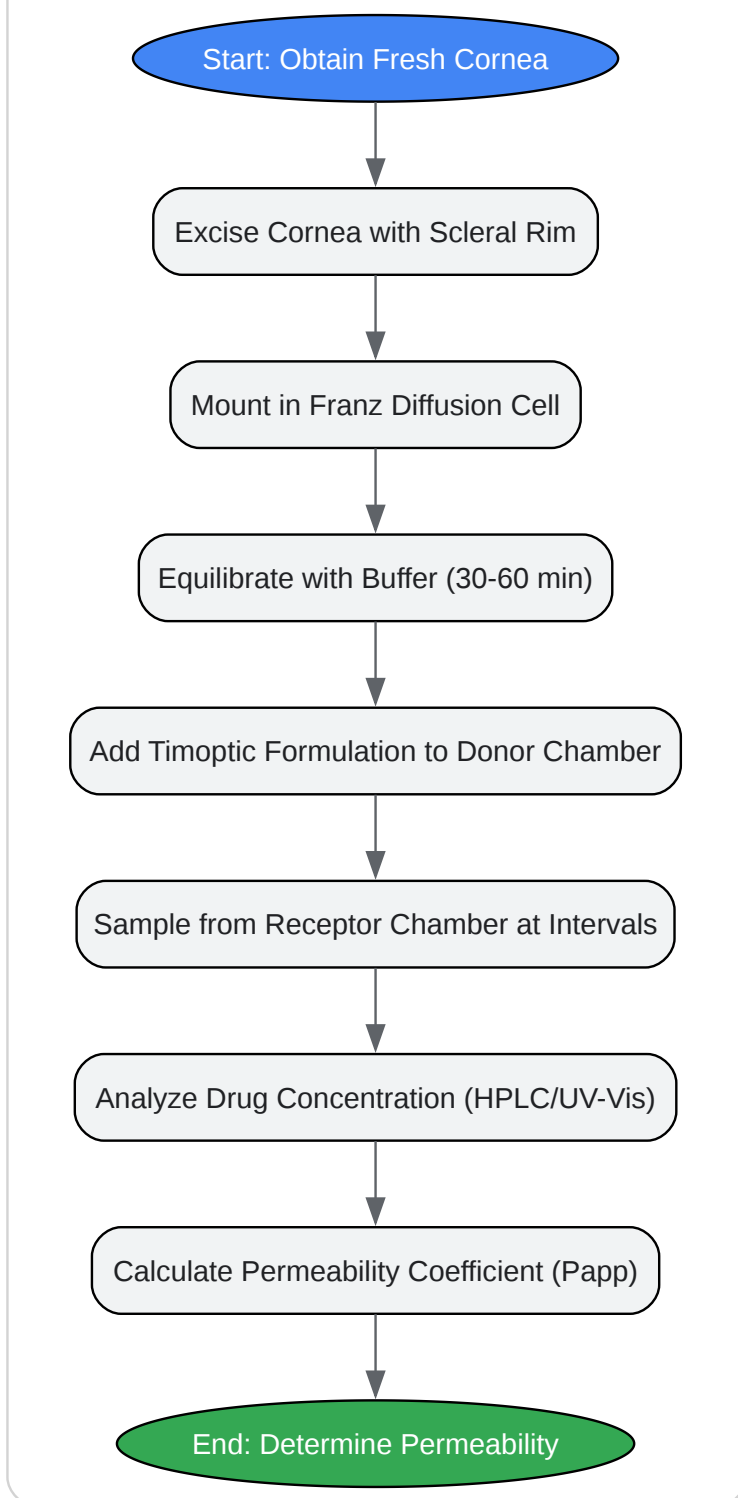 Start: Obtain Fresh Cornea
Excise Cornea with Scleral Rim
Mount in Franz Diffusion Cell
Equilibrate with Buffer (30-60 min)
Add Timoptic Formulation to Donor Chamber
Sample from Receptor Chamber at Intervals
Analyze Drug Concentration (HPLC/UV-Vis)
Calculate Permeability Coefficient (Papp)
End: Determine Permeability